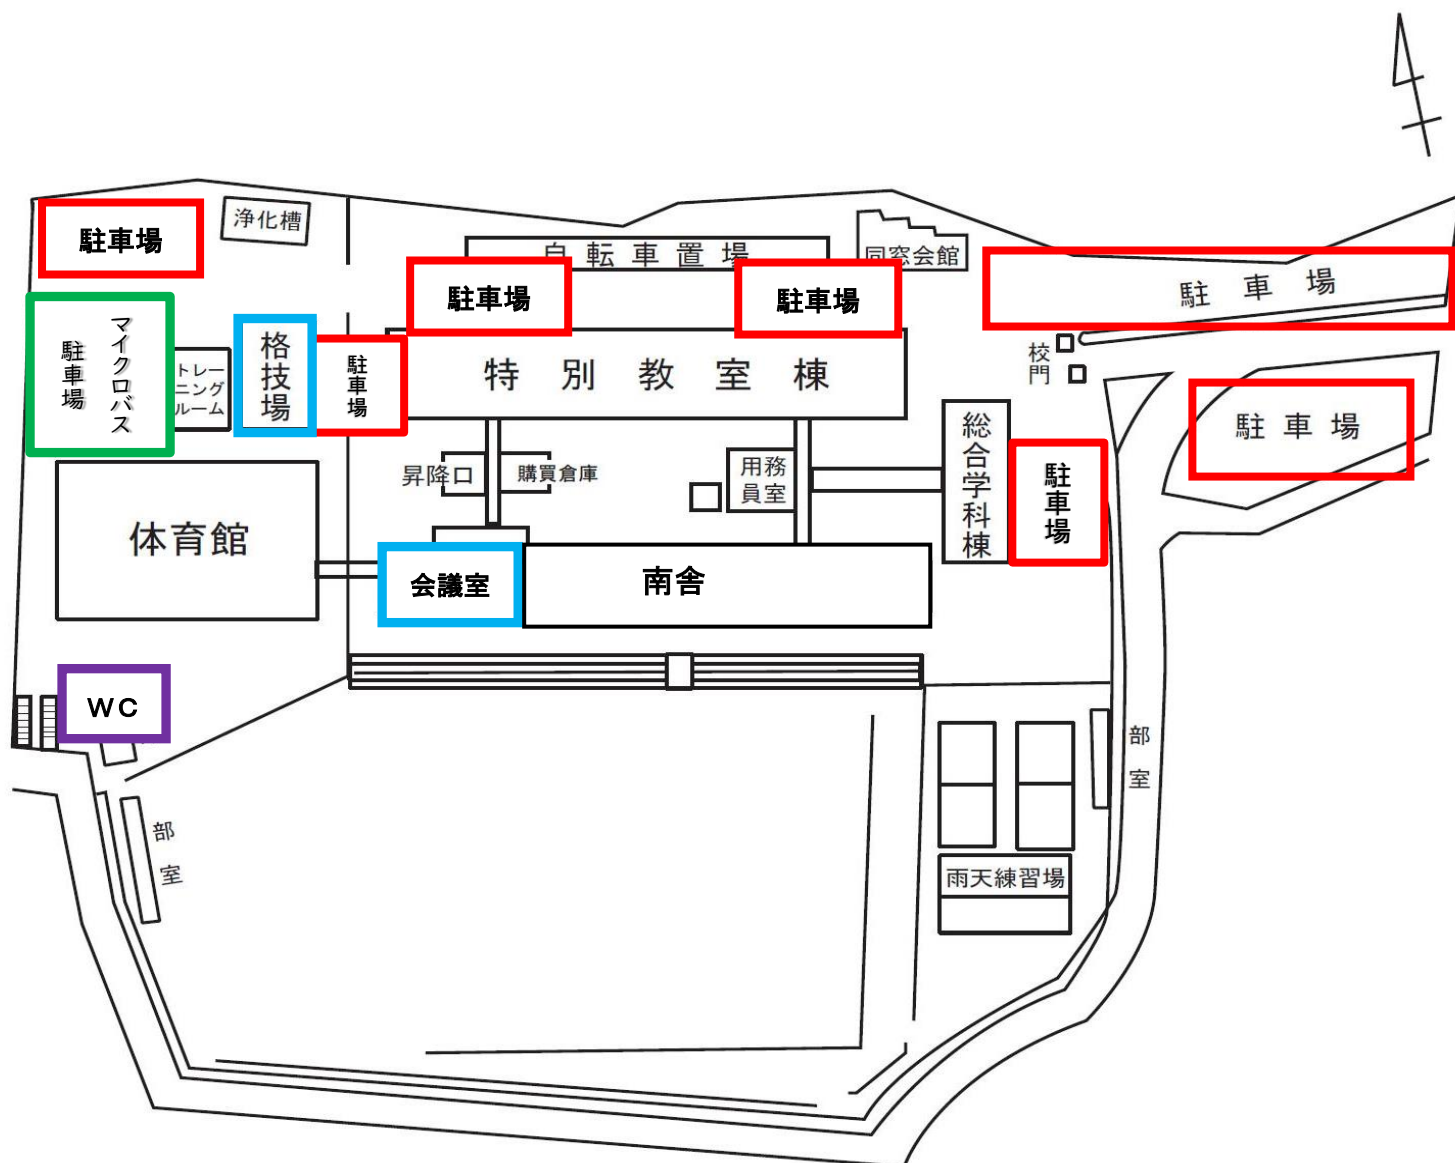 浄化槽
駐車場
自転車置場
同窓会館
駐車場
駐車場
駐車場
駐車場
マイクロバス
駐車場
トレー
ニング
ルーム
格技場
駐車場
特別教室棟
校門
駐車場
昇降口
購買倉庫
用務
員室
総合学科棟
駐車場
体育館
会議室
南舎
WC
部室
部室
雨天練習場